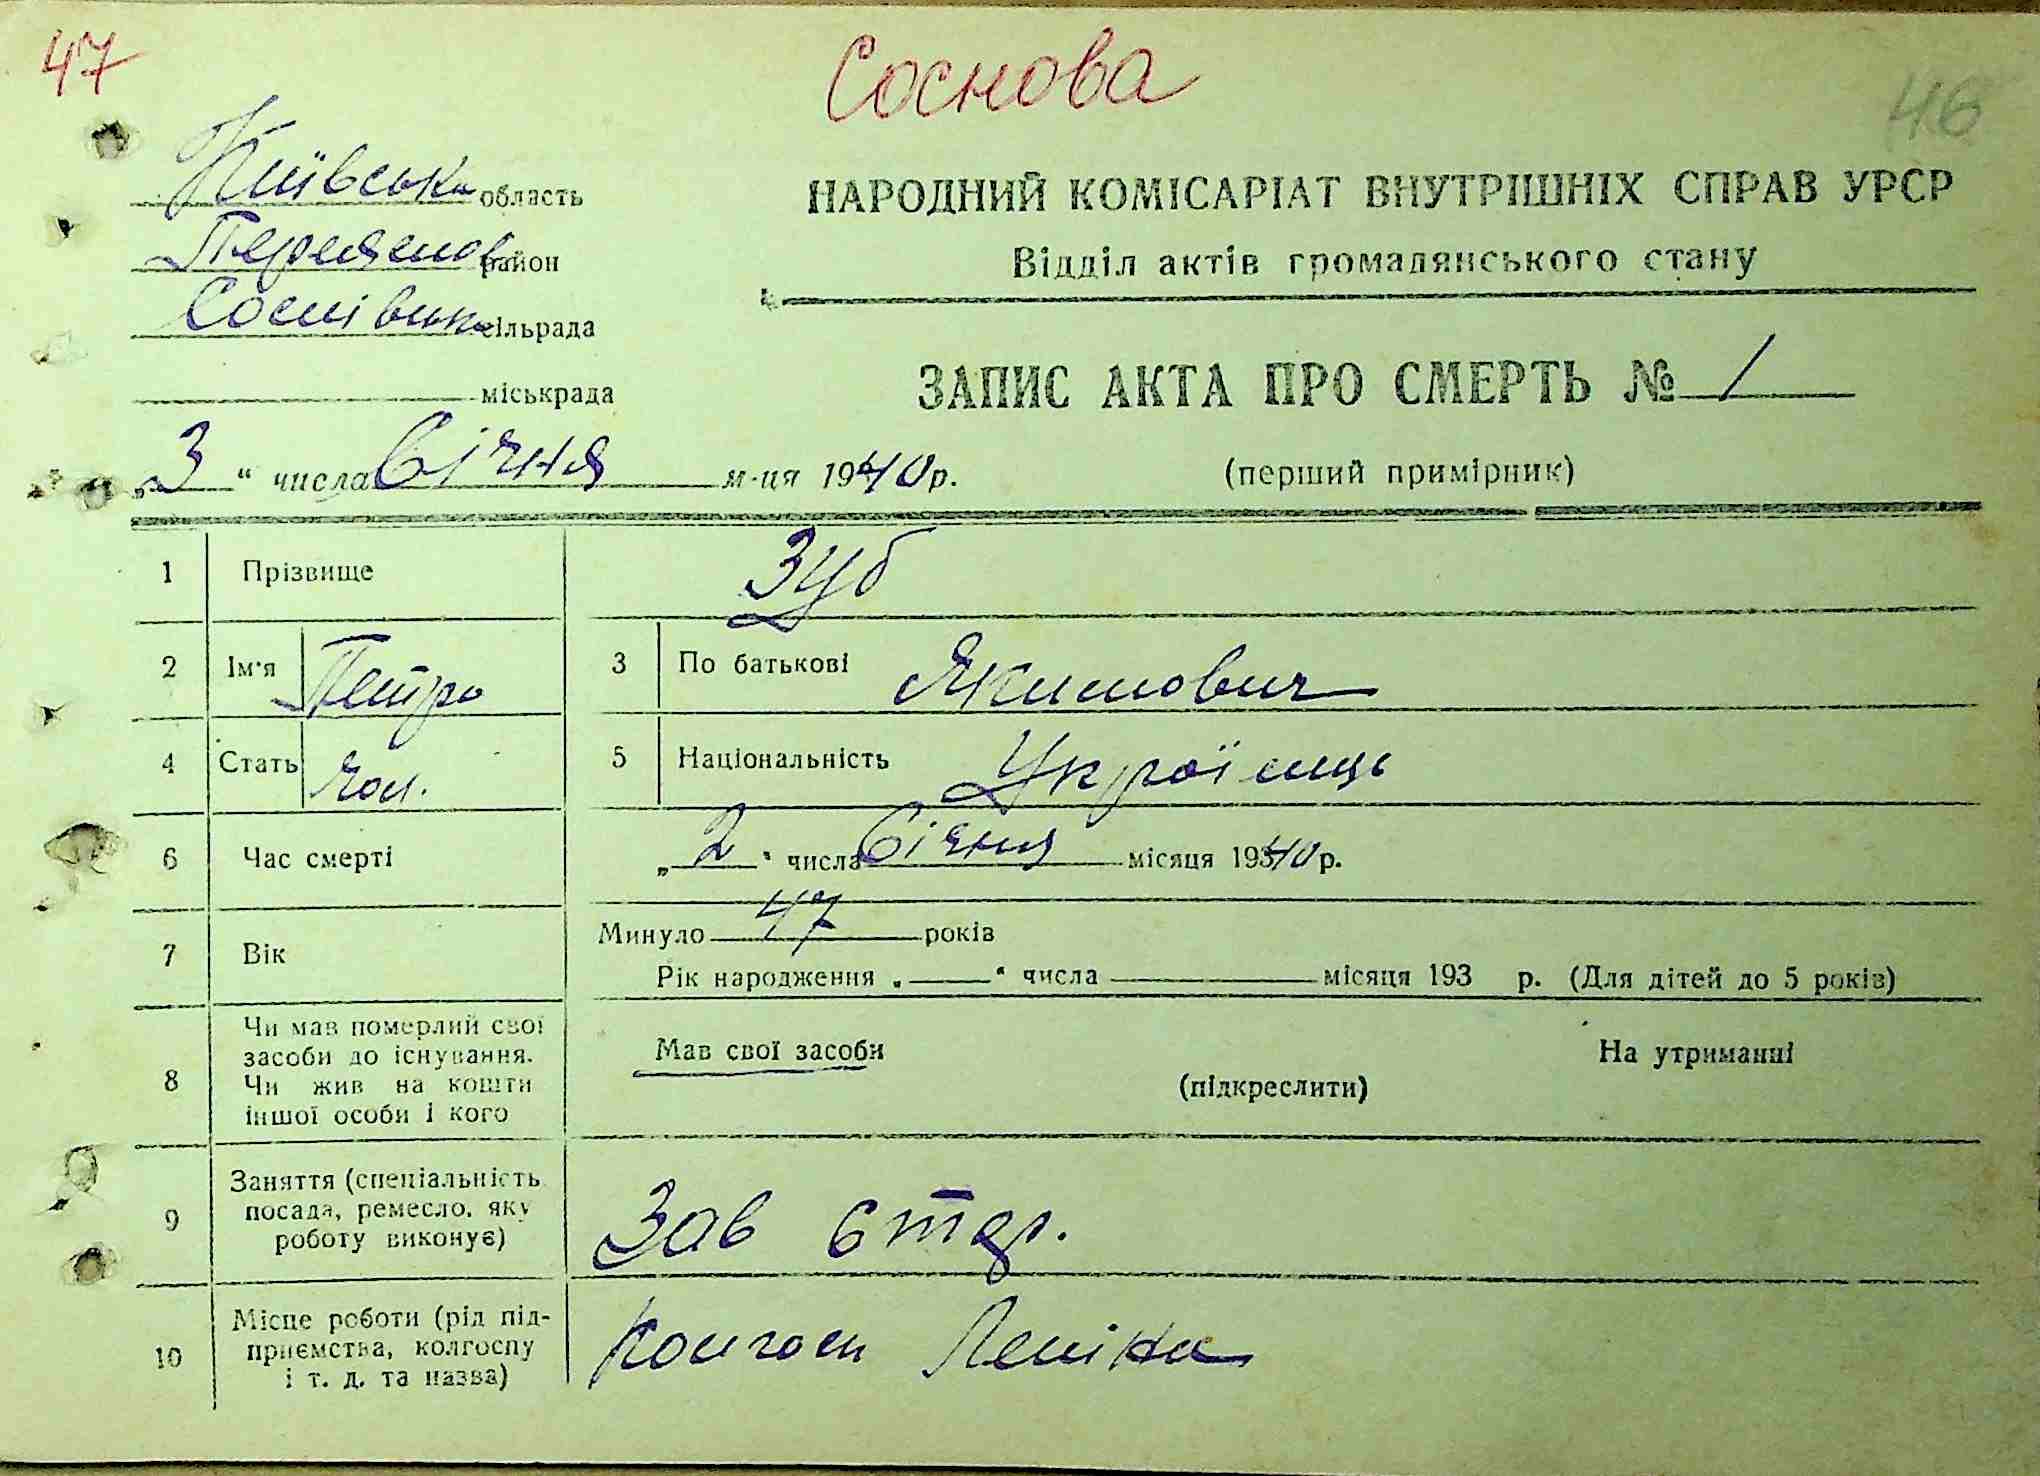 47
Соснова
46
Київська область
район
Соснівська сільрада
міськрада
НАРОДНИЙ КОМІСАРІАТ ВНУТРІШНІХ СПРАВ УРСР
Відділ актів громадянського стану
ЗАПИС АКТА ПРО СМЕРТЬ № 1
(перший примірник)
„3“ числа Січня м-ця 1940 р.
1 Прізвище Зуб
2 Ім'я Петро 3 По батькові Якимович
4 Стать Чол. 5 Національність Українець
6 Час смерті „2“ числа Січня місяця 1940 р.
7 Вік Минуло 47 років
Рік народження „ “ числа місяця 193 р. (Для дітей до 5 років)
8 Чи мав померлий свої
засоби до існування.
Чи жив на кошти
іншої особи і кого
Мав свої засоби На утриманні
(підкреслити)
9 Заняття (спеціальність
посада, ремесло, яку
роботу виконує)
Зав
10 Місце роботи (рід під-
приємства, колгоспу
і т. д. та назва)
Колгосп Леніна